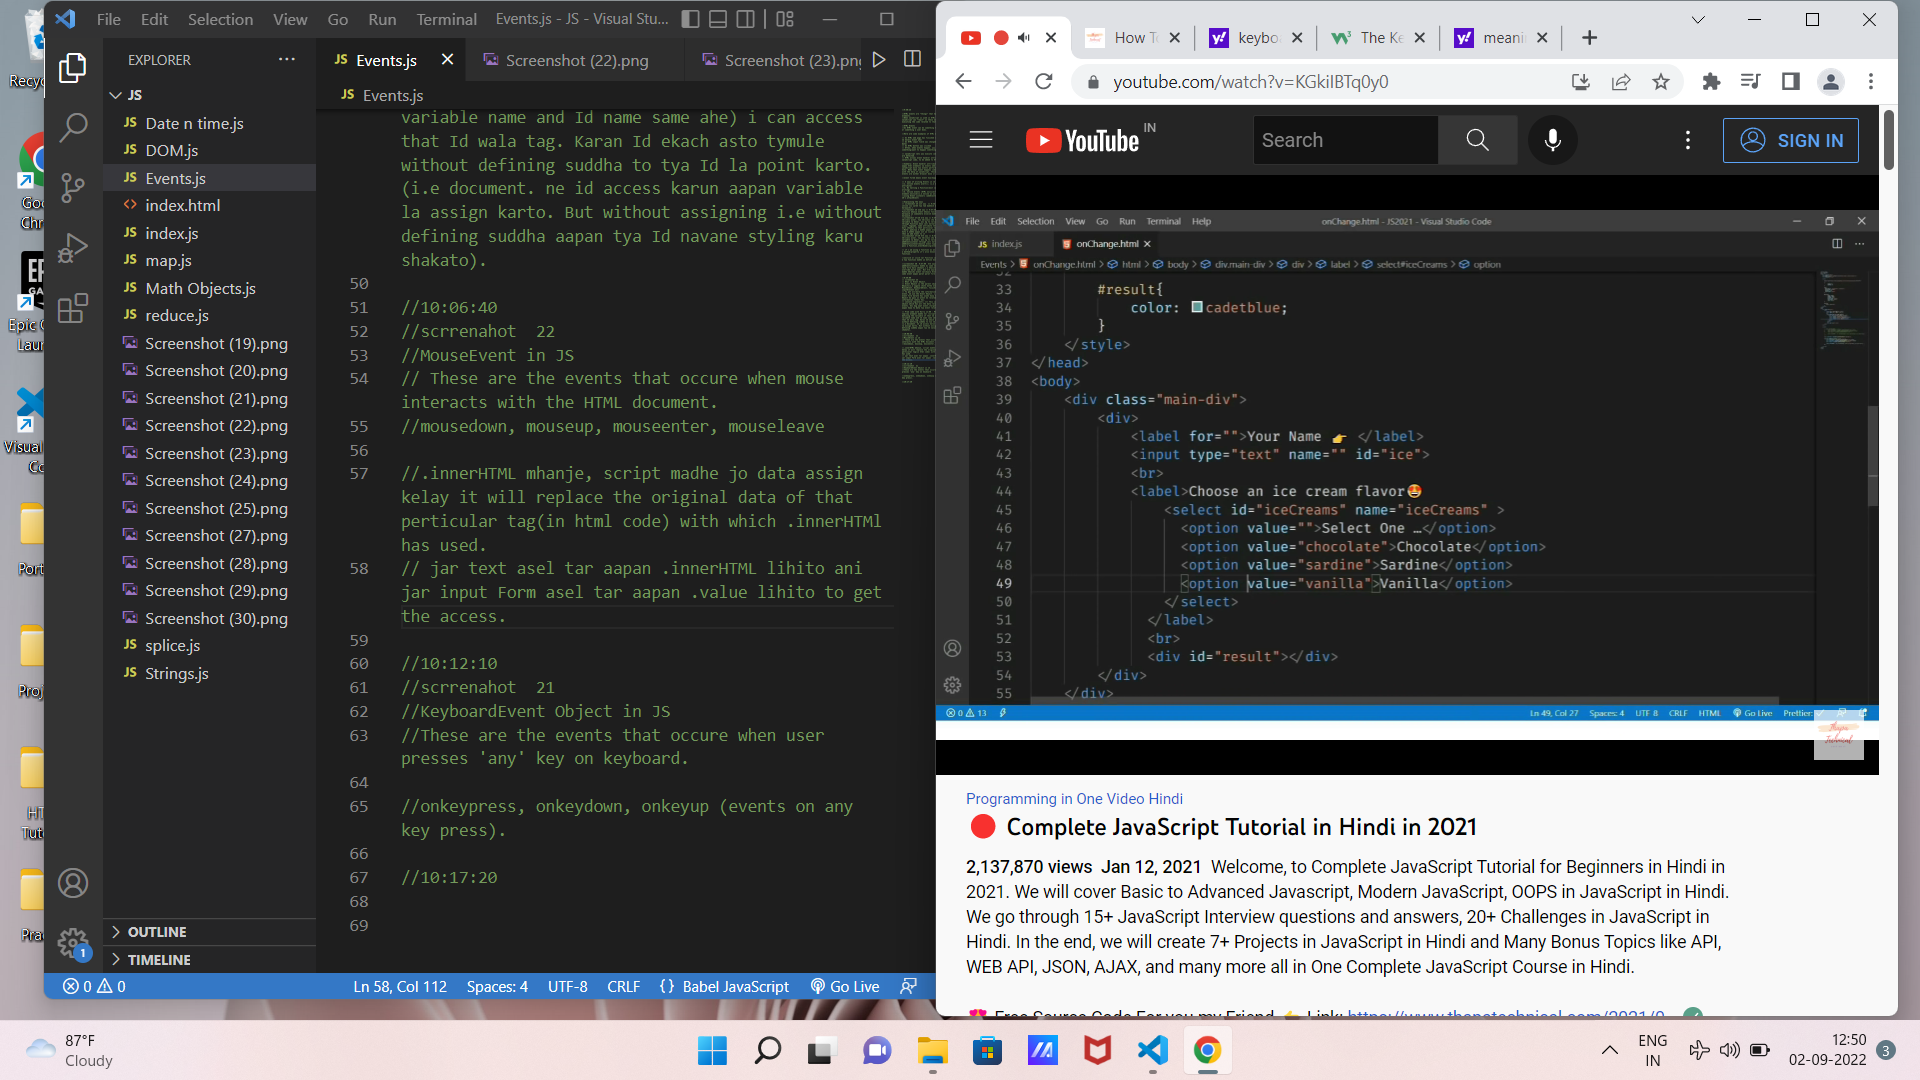 File Edit Selection View Go Run Terminal Events.js - JS - Visual Stu...
EXPLORER
JS
Date n time.js
DOM.js
Events.js
index.html
index.js
map.js
Math Objects.js
reduce.js
Screenshot (19).png
Screenshot (20).png
Screenshot (21).png
Screenshot (22).png
Screenshot (23).png
Screenshot (24).png
Screenshot (25).png
Screenshot (27).png
Screenshot (28).png
Screenshot (29).png
Screenshot (30).png
splice.js
Strings.js
OUTLINE
TIMELINE
JS Events.js Screenshot (22).png Screenshot (23).pn
JS Events.js
variable name and Id name same ahe) i can access
that Id wala tag. Karan Id ekach asto tymule
without defining suddha to tya Id la point karto.
(i.e document. ne id access karun aapan variable
la assign karto. But without assigning i.e without
defining suddha aapan tya Id navane styling karu
shakato).
50
51 //10:06:40
52 //scrrenahot 22
53 //MouseEvent in JS
54 // These are the events that occure when mouse
interacts with the HTML document.
55 //mousedown, mouseup, mouseenter, mouseleave
56
57 //.innerHTML mhanje, script madhe jo data assign
kelay it will replace the original data of that
perticular tag(in html code) with which .innerHTMl
has used.
58 // jar text asel tar aapan .innerHTML lihito ani
jar input Form asel tar aapan .value lihito to get
the access.
59
60 //10:12:10
61 //scrrenahot 21
62 //KeyboardEvent Object in JS
63 //These are the events that occure when user
presses 'any' key on keyboard.
64
65 //onkeypress, onkeydown, onkeyup (events on any
key press).
66
67 //10:17:20
68
69
0 0 Ln 58, Col 112 Spaces: 4 UTF-8 CRLF {} Babel JavaScript Go Live
How T keybo The Ke meani
youtube.com/watch?v=KGkiIBTq0y0
YouTube IN Search SIGN IN
File Edit Selection View Go Run Terminal Help onChange.html - JS2021 - Visual Studio Code
JS index.js onChange.html
Events > onChange.html > html > body > div.main-div > div > label > select#iceCreams > option
32
33 #result{
34 color: cadetblue;
35 }
36 </style>
37 </head>
38 <body>
39 <div class="main-div">
40 <div>
41 <label for="">Your Name 👉 </label>
42 <input type="text" name="" id="ice">
43 <br>
44 <label>Choose an ice cream flavor🤩
45 <select id="iceCreams" name="iceCreams" >
46 <option value="">Select One …</option>
47 <option value="chocolate">Chocolate</option>
48 <option value="sardine">Sardine</option>
49 <option value="vanilla">Vanilla</option>
50 </select>
51 </label>
52 <br>
53 <div id="result"></div>
54 </div>
55 </div>
0 13 Ln 49, Col 27 Spaces: 4 UTF-8 CRLF HTML Go Live Prettier:
Thapa
Technical
Programming in One Video Hindi
🔴 Complete JavaScript Tutorial in Hindi in 2021
2,137,870 views Jan 12, 2021 Welcome, to Complete JavaScript Tutorial for Beginners in Hindi in
2021. We will cover Basic to Advanced Javascript, Modern JavaScript, OOPS in JavaScript in Hindi.
We go through 15+ JavaScript Interview questions and answers, 20+ Challenges in JavaScript in
Hindi. In the end, we will create 7+ Projects in JavaScript in Hindi and Many Bonus Topics like API,
WEB API, JSON, AJAX, and many more all in One Complete JavaScript Course in Hindi.
87°F
Cloudy
ENG
IN
12:50
02-09-2022
3